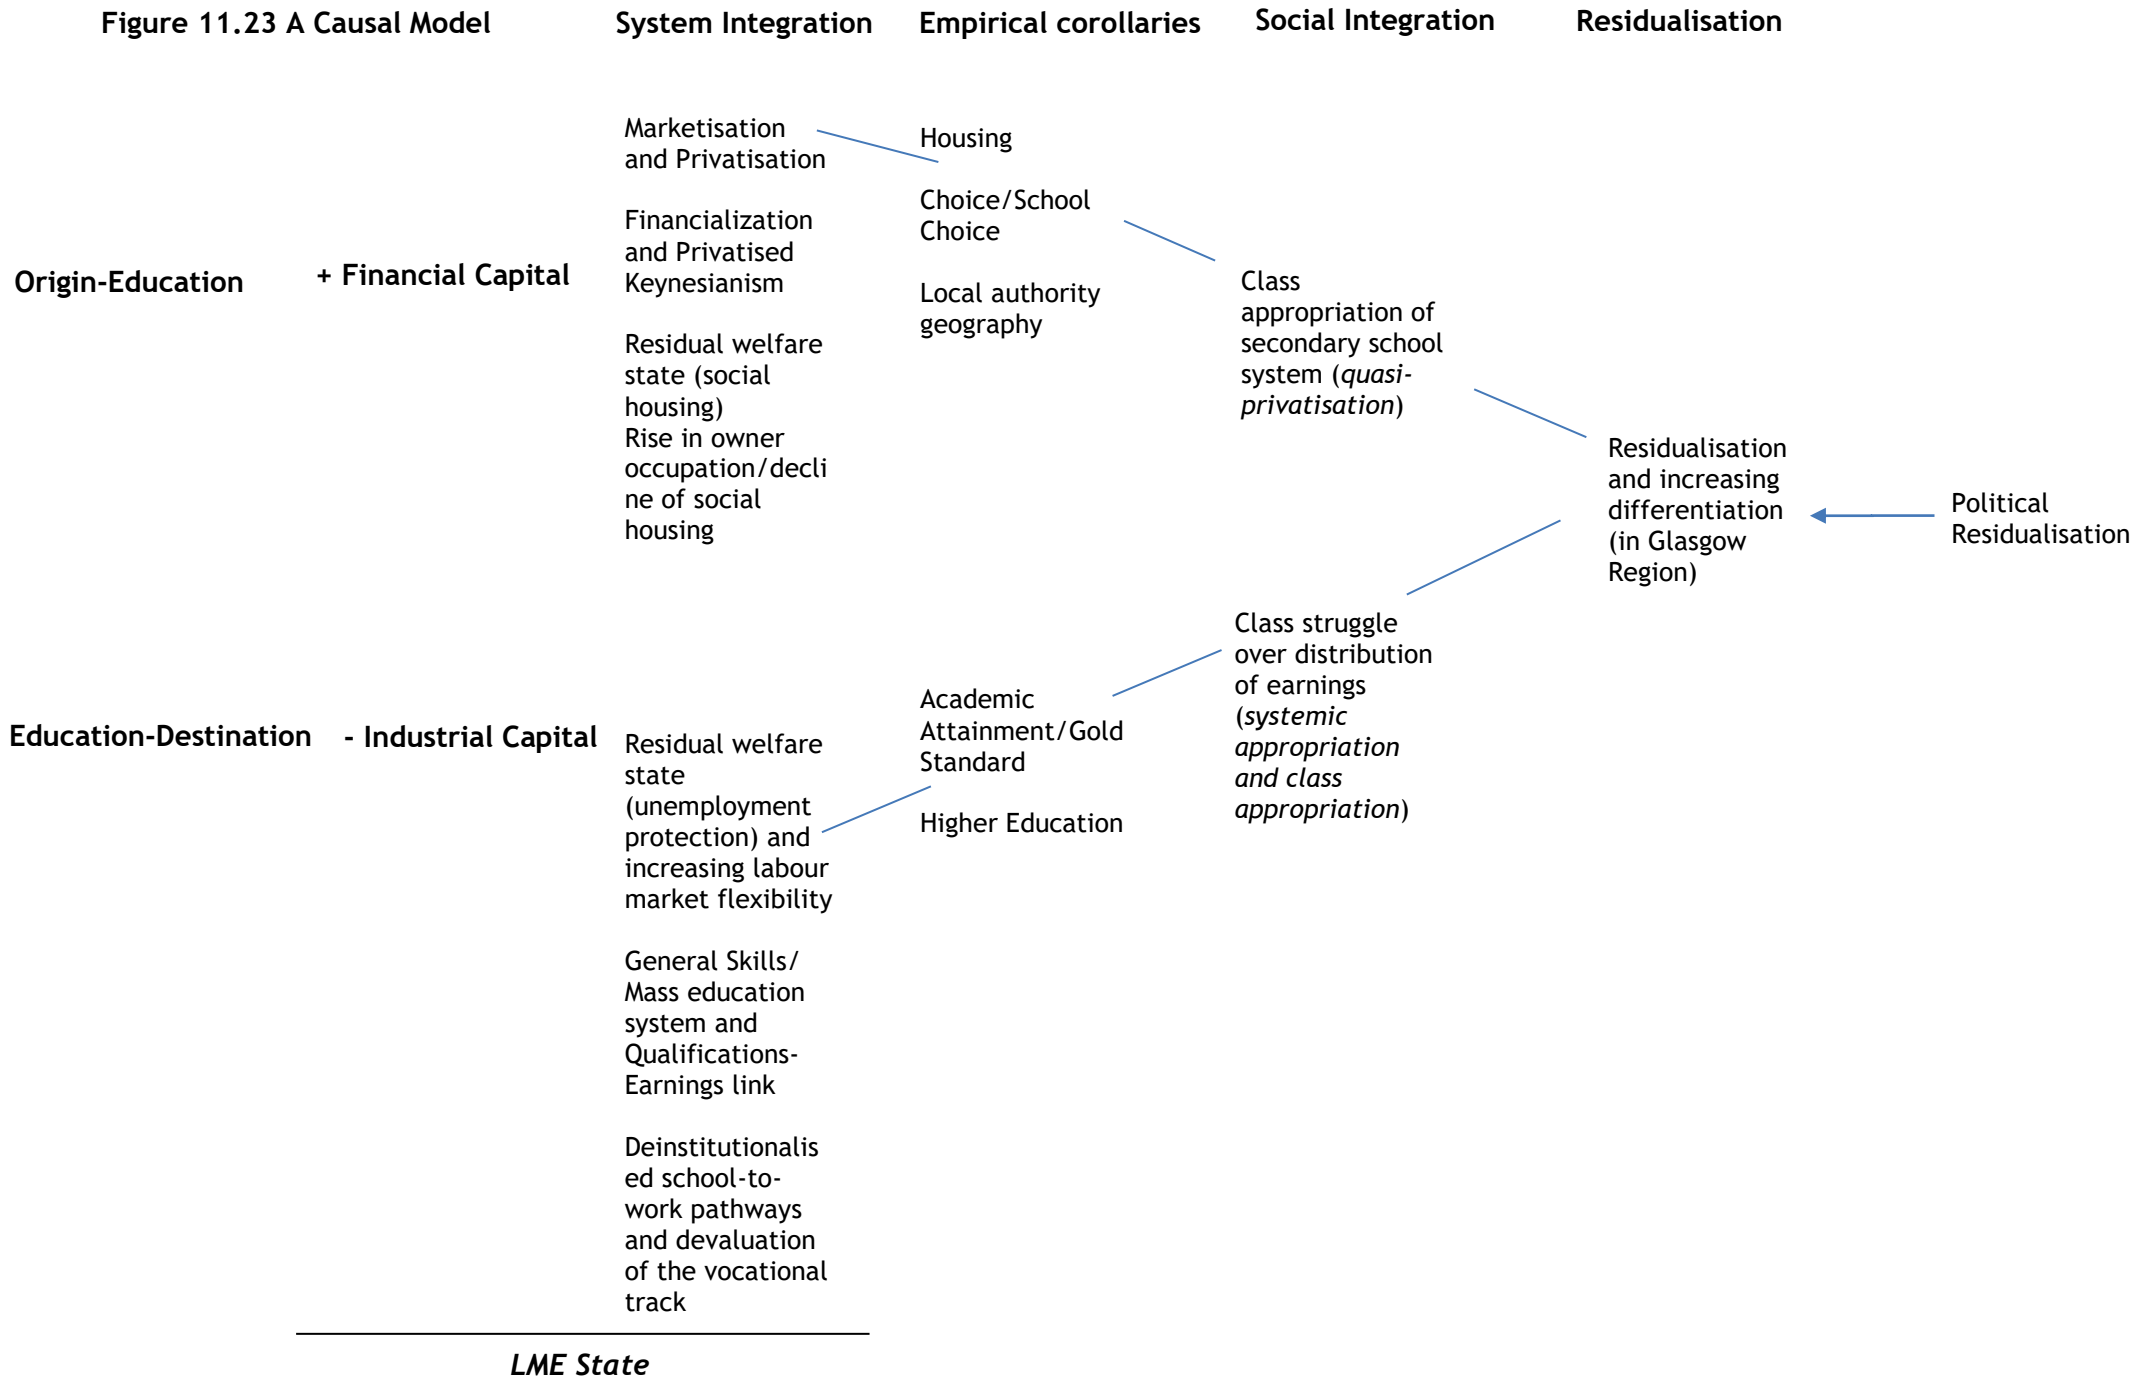 Figure 11.23 A Causal Model
System Integration
Empirical corollaries
Social Integration
Residualisation
Origin-Education
+ Financial Capital
Marketisation
and Privatisation
Financialization
and Privatised
Keynesianism
Residual welfare
state (social
housing)
Rise in owner
occupation/decli
ne of social
housing
Housing
Choice/School
Choice
Local authority
geography
Class
appropriation of
secondary school
system (quasi-
privatisation)
Residualisation
and increasing
differentiation
(in Glasgow
Region)
Political
Residualisation
Education-Destination
- Industrial Capital
Residual welfare
state
(unemployment
protection) and
increasing labour
market flexibility
General Skills/
Mass education
system and
Qualifications-
Earnings link
Deinstitutionalis
ed school-to-
work pathways
and devaluation
of the vocational
track
Academic
Attainment/Gold
Standard
Higher Education
Class struggle
over distribution
of earnings
(systemic
appropriation
and class
appropriation)
LME State